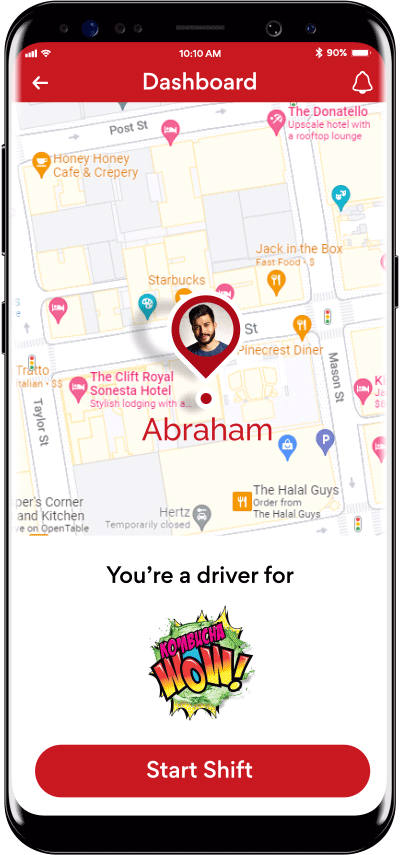 10:10 AM
90%
Dashboard
The Donatello
Upscale hotel with
a rooftop lounge
Post St
Honey Honey
Cafe & Crepery
Jack in the Box
Fast Food · $
Starbucks
St
Pinecrest Diner
Tratto
italian · $$
The Clift Royal
Sonesta Hotel
Stylish lodging with a...
Mason St
Taylor St
Abraham
P
The Halal Guys
Order from
The Halal Guys
per's Corner
and Kitchen
ve on OpenTable
Hertz
Temporarily closed
You're a driver for
KOMBUCHA
WOW!
Start Shift